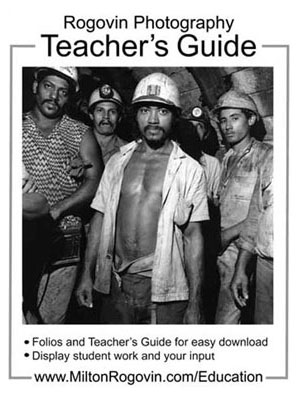 Rogovin Photography
Teacher's Guide
• Folios and Teacher's Guide for easy download
• Display student work and your input
www.MiltonRogovin.com/Education